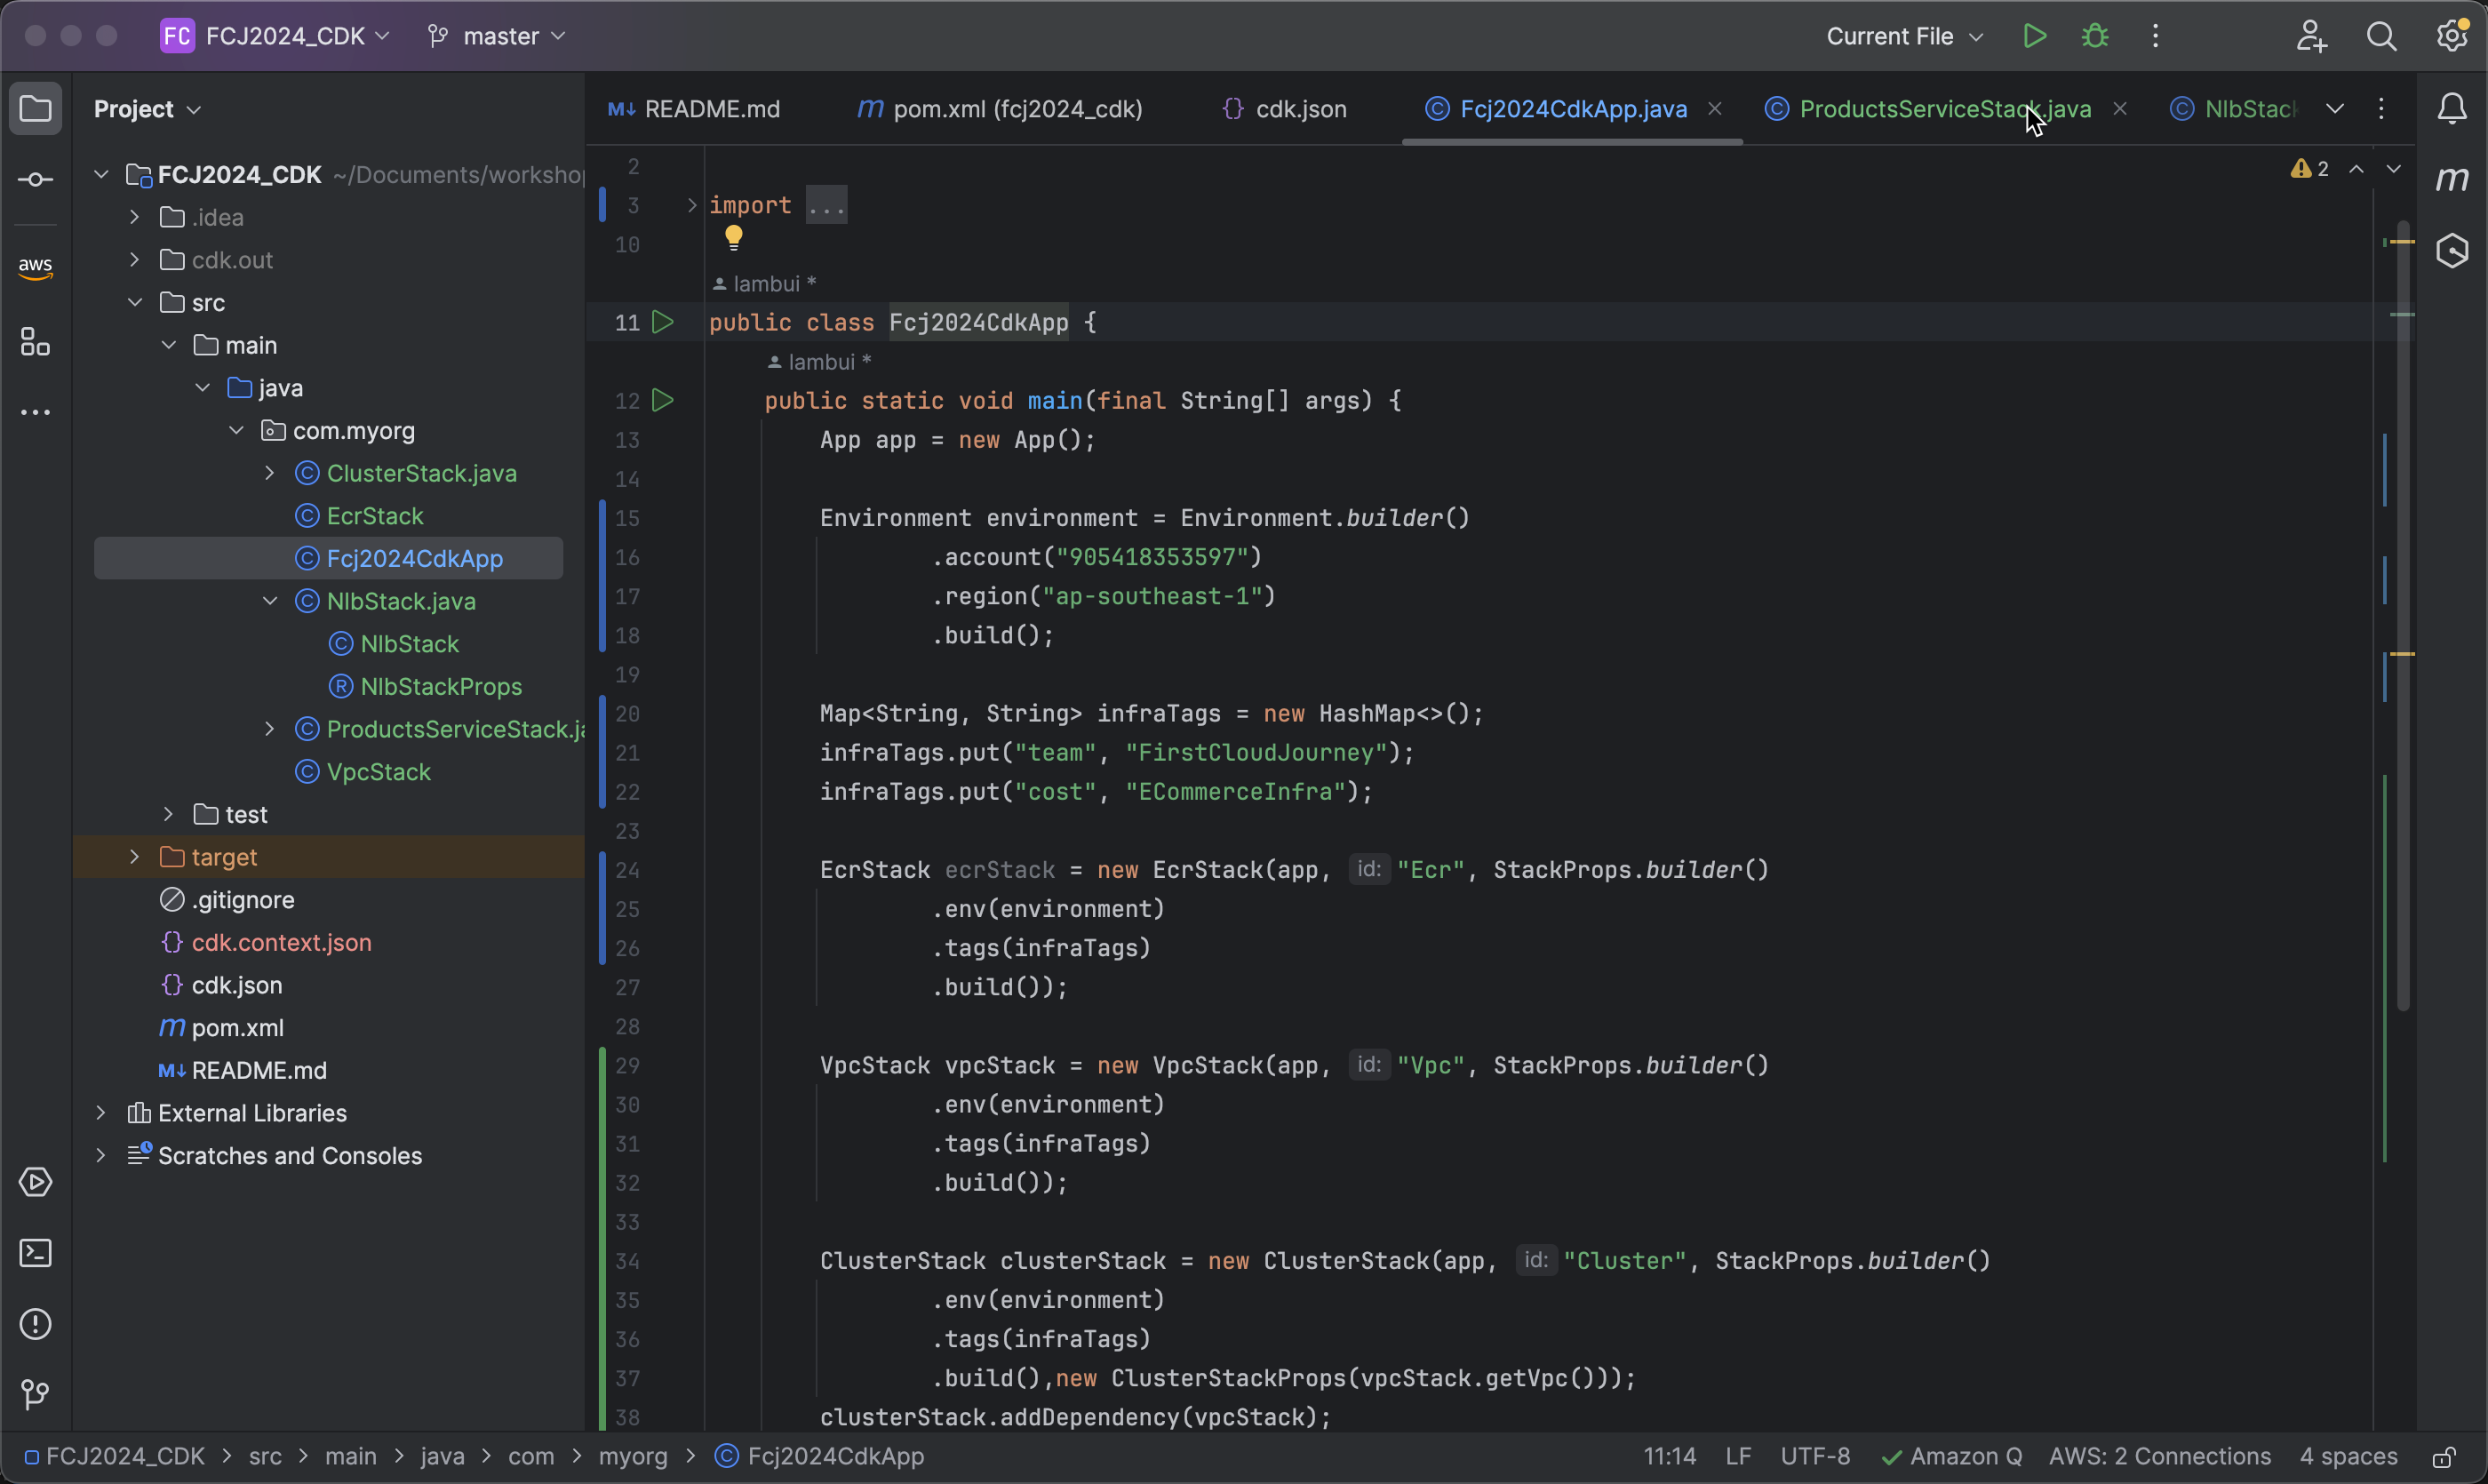 FC FCJ2024_CDK master Current File
Project
README.md pom.xml (fcj2024_cdk) {} cdk.json Fcj2024CdkApp.java ProductsServiceStack.java NlbStack
FCJ2024_CDK ~/Documents/workshop
.idea
cdk.out
aws
src
main
java
com.myorg
ClusterStack.java
EcrStack
Fcj2024CdkApp
NlbStack.java
NlbStack
NlbStackProps
ProductsServiceStack.ja
VpcStack
test
target
.gitignore
{} cdk.context.json
{} cdk.json
m pom.xml
M↓ README.md
External Libraries
Scratches and Consoles
2
2
3 import ...
10
lambui *
11 public class Fcj2024CdkApp {
lambui *
12 public static void main(final String[] args) {
13 App app = new App();
14
15 Environment environment = Environment.builder()
16 .account("905418353597")
17 .region("ap-southeast-1")
18 .build();
19
20 Map<String, String> infraTags = new HashMap<>();
21 infraTags.put("team", "FirstCloudJourney");
22 infraTags.put("cost", "ECommerceInfra");
23
24 EcrStack ecrStack = new EcrStack(app, id: "Ecr", StackProps.builder()
25 .env(environment)
26 .tags(infraTags)
27 .build());
28
29 VpcStack vpcStack = new VpcStack(app, id: "Vpc", StackProps.builder()
30 .env(environment)
31 .tags(infraTags)
32 .build());
33
34 ClusterStack clusterStack = new ClusterStack(app, id: "Cluster", StackProps.builder()
35 .env(environment)
36 .tags(infraTags)
37 .build(),new ClusterStackProps(vpcStack.getVpc()));
38 clusterStack.addDependency(vpcStack);
FCJ2024_CDK > src > main > java > com > myorg > Fcj2024CdkApp 11:14 LF UTF-8 Amazon Q AWS: 2 Connections 4 spaces